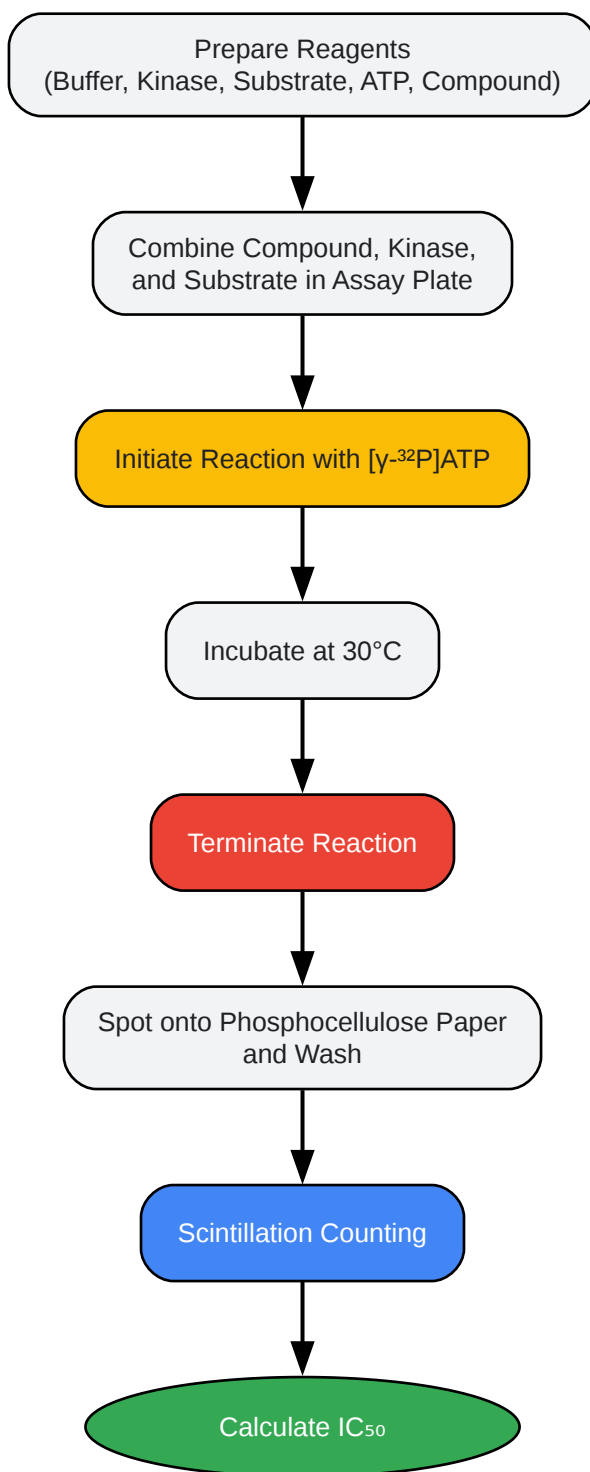 Prepare Reagents
(Buffer, Kinase, Substrate, ATP, Compound)
Combine Compound, Kinase,
and Substrate in Assay Plate
Initiate Reaction with [γ-³²P]ATP
Incubate at 30°C
Terminate Reaction
Spot onto Phosphocellulose Paper
and Wash
Scintillation Counting
Calculate IC₅₀